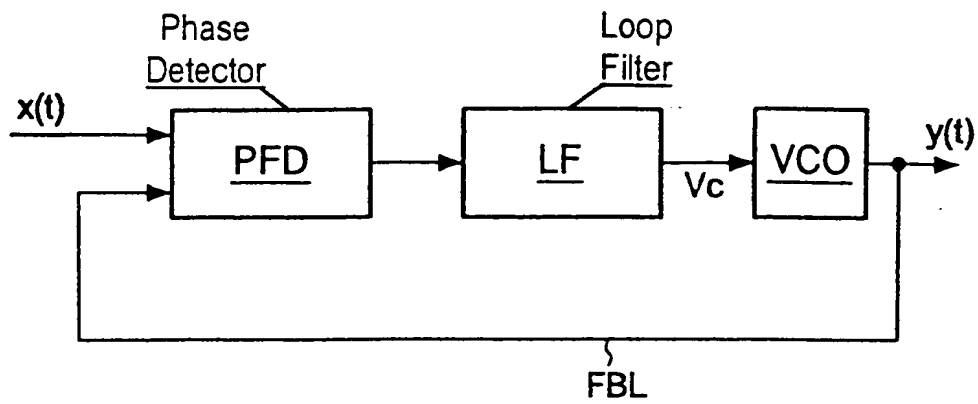 Phase
Detector
Loop
Filter
x(t)
PFD
LF
Vc
VCO
y(t)
FBL